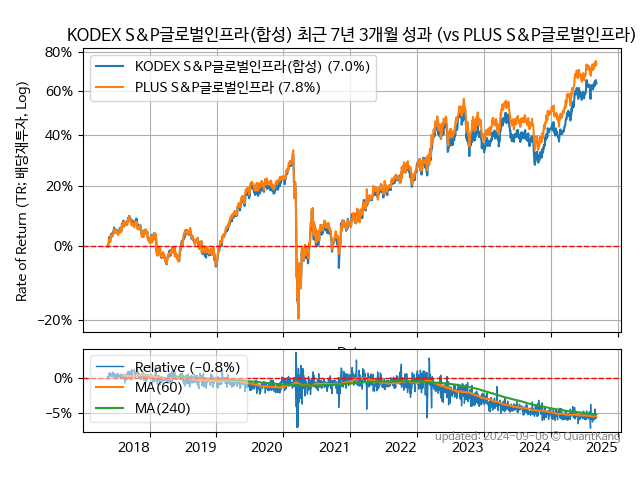 KODEX S&P글로벌인프라(합성) 최근 7년 3개월 성과 (vs PLUS S&P글로벌인프라)
80%
60%
40%
20%
0%
−20%
Rate of Return (TR: 배당재투자, Log)
KODEX S&P글로벌인프라(합성) (7.0%)
PLUS S&P글로벌인프라 (7.8%)
0%
−5%
Relative (−0.8%)
MA(60)
MA(240)
2018 2019 2020 2021 2022 2023 2024 2025
updated: 2024-09-06 © QuantKang